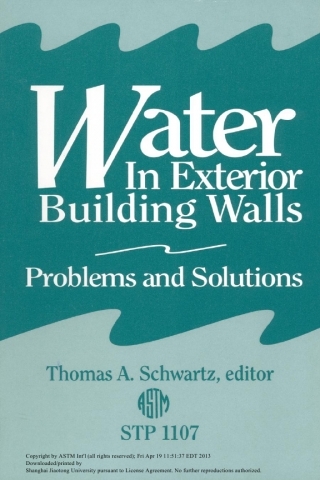 Water
In Exterior
Building Walls
Problems and Solutions
Thomas A. Schwartz, editor
ASTM
STP 1107
Copyright by ASTM Int'l (all rights reserved); Fri Apr 19 11:51:37 EDT 2013
Downloaded/printed by
Shanghai Jiaotong University pursuant to License Agreement. No further reproductions authorized.